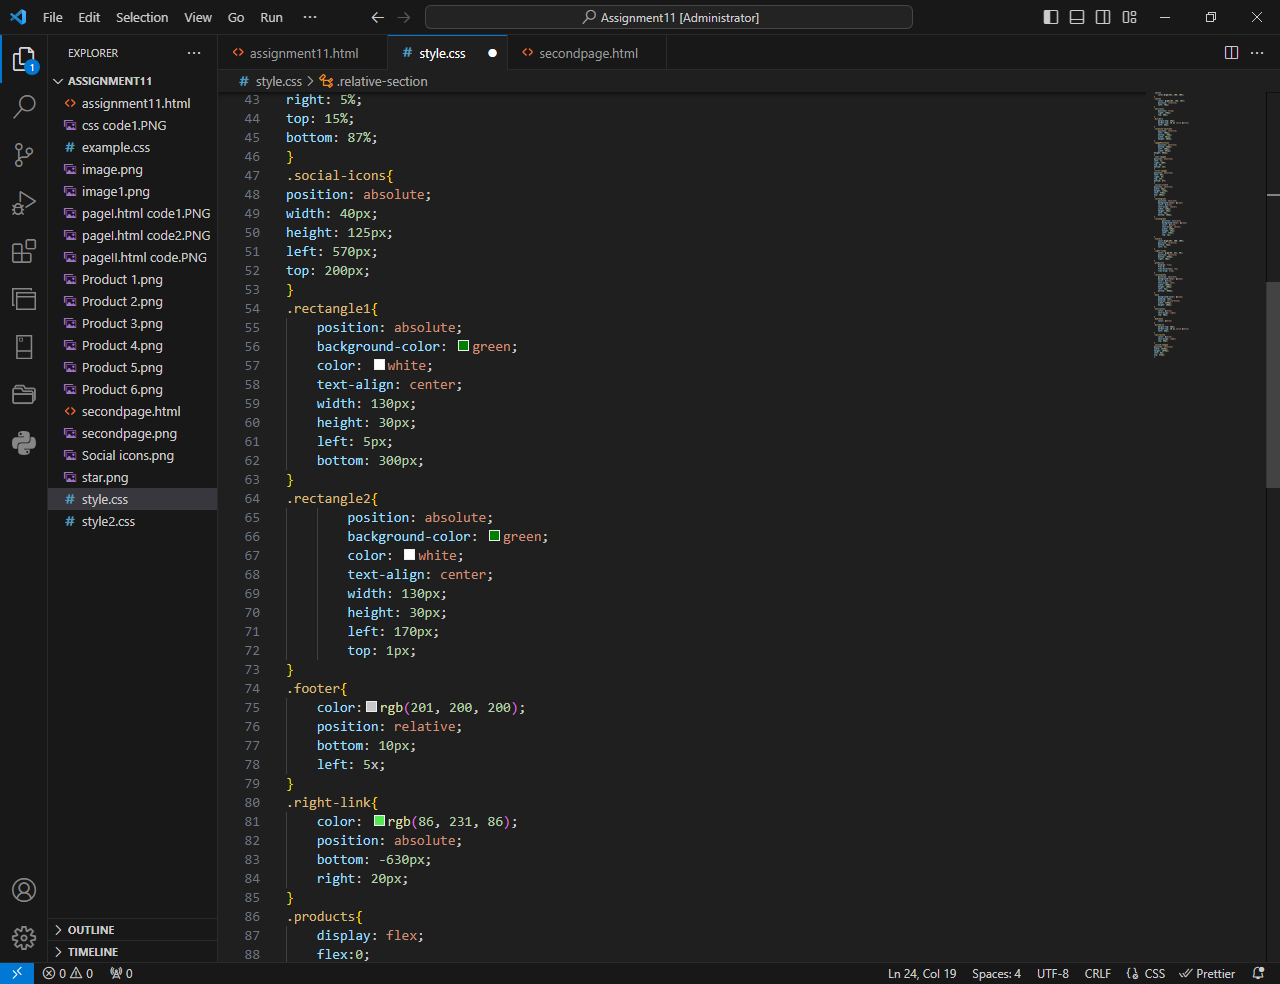 File Edit Selection View Go Run ··· Assignment11 [Administrator]
EXPLORER ··· assignment11.html style.css secondpage.html ···
ASSIGNMENT11 style.css > .relative-section
assignment11.html
css code1.PNG
example.css
image.png
image1.png
pageI.html code1.PNG
pageI.html code2.PNG
pageII.html code.PNG
Product 1.png
Product 2.png
Product 3.png
Product 4.png
Product 5.png
Product 6.png
secondpage.html
secondpage.png
Social icons.png
star.png
style.css
style2.css
OUTLINE
TIMELINE
1
43 right: 5%;
44 top: 15%;
45 bottom: 87%;
46 }
47 .social-icons{
48 position: absolute;
49 width: 40px;
50 height: 125px;
51 left: 570px;
52 top: 200px;
53 }
54 .rectangle1{
55 position: absolute;
56 background-color: green;
57 color: white;
58 text-align: center;
59 width: 130px;
60 height: 30px;
61 left: 5px;
62 bottom: 300px;
63 }
64 .rectangle2{
65 position: absolute;
66 background-color: green;
67 color: white;
68 text-align: center;
69 width: 130px;
70 height: 30px;
71 left: 170px;
72 top: 1px;
73 }
74 .footer{
75 color: rgb(201, 200, 200);
76 position: relative;
77 bottom: 10px;
78 left: 5x;
79 }
80 .right-link{
81 color: rgb(86, 231, 86);
82 position: absolute;
83 bottom: -630px;
84 right: 20px;
85 }
86 .products{
87 display: flex;
88 flex:0;
0 0 0 Ln 24, Col 19 Spaces: 4 UTF-8 CRLF {} CSS Prettier